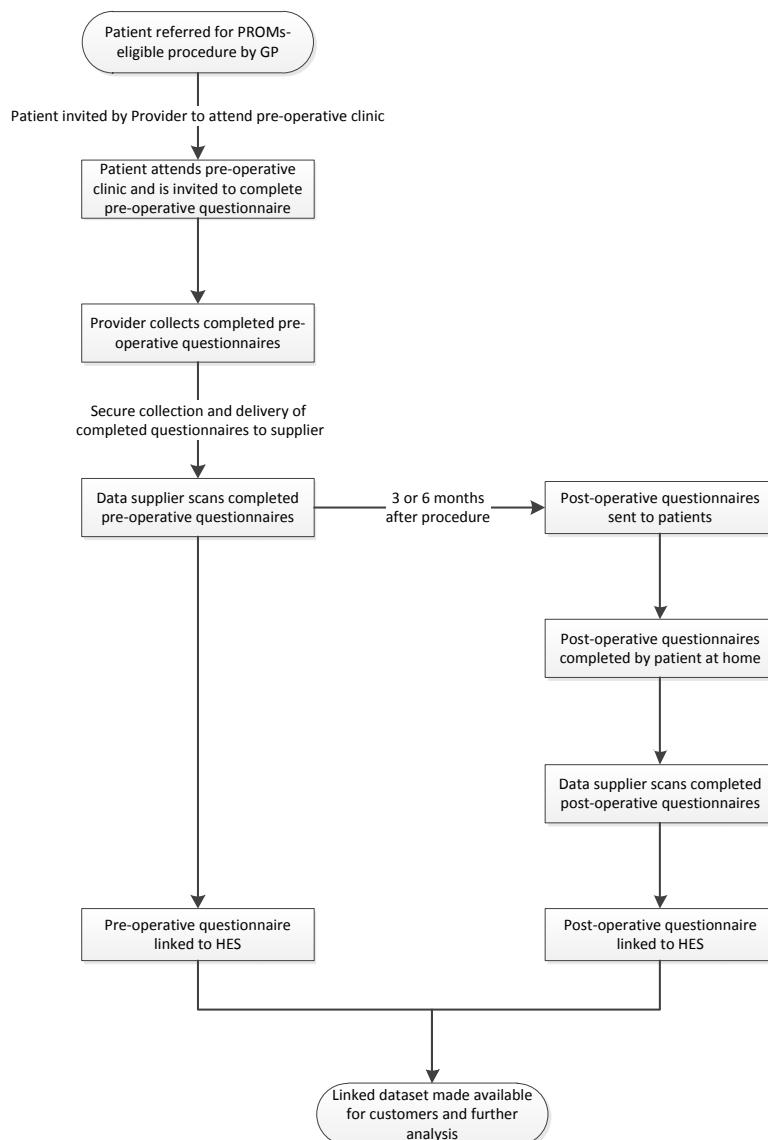 Patient referred for PROMs-
eligible procedure by GP
Patient invited by Provider to attend pre-operative clinic
Patient attends pre-operative
clinic and is invited to complete
pre-operative questionnaire
Provider collects completed pre-
operative questionnaires
Secure collection and delivery of
completed questionnaires to supplier
Data supplier scans completed
pre-operative questionnaires
3 or 6 months
after procedure
Post-operative questionnaires
sent to patients
Post-operative questionnaires
completed by patient at home
Data supplier scans completed
post-operative questionnaires
Pre-operative questionnaire
linked to HES
Post-operative questionnaire
linked to HES
Linked dataset made available
for customers and further
analysis